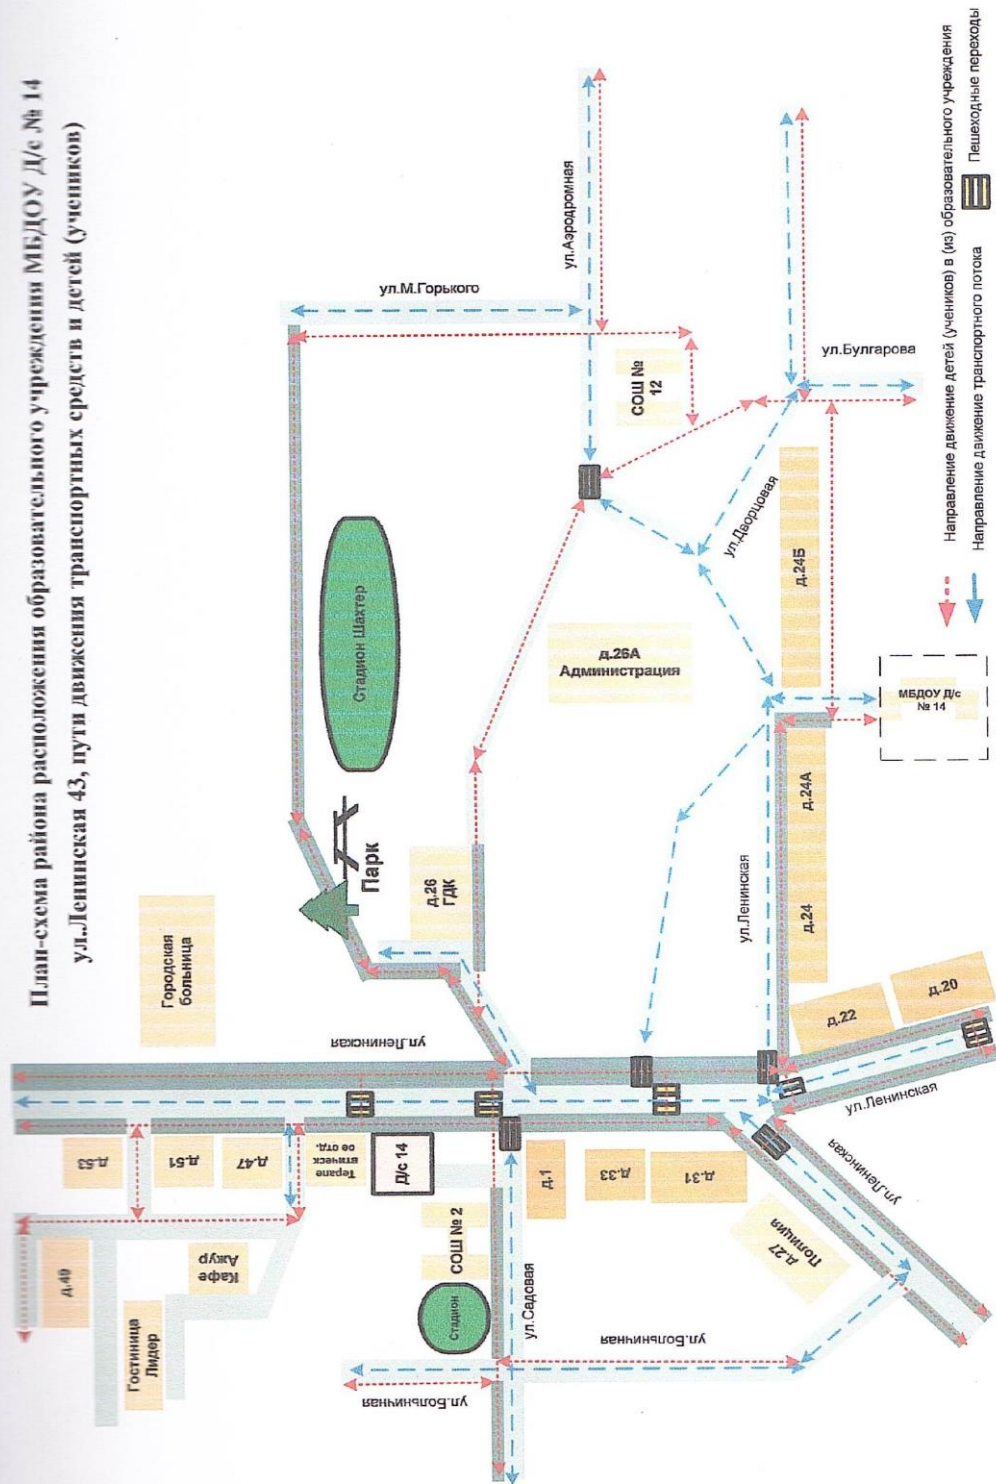 План-схема района расположения образовательного учреждения МБДОУ Д/с № 14
ул.Ленинская 43, пути движения транспортных средств и детей (учеников)
Городская
больница
ул.Ленинская
Парк
Стадион Шахтер
ул.М.Горького
ул.Аэродромная
д.26
ГДК
СОШ №
12
ул.Булгарова
д.26А
Администрация
ул.Дворцовая
д.53
д.51
д.47
Терапе
втическ
ое отд.
Д/с 14
д.49
Кафе
Ажур
Гостиница
Лидер
СОШ № 2
Стадион
ул.Садовая
д.1
д.33
д.31
Полиция
д.27
ул.Больничная
ул.Больничная
ул.Ленинская
ул.Ленинская
ул.Ленинская
д.22
д.20
д.24
д.24А
д.24Б
МБДОУ Д/с
№ 14
Направление движение детей (учеников) в (из) образовательного учреждения
Направление движение транспортного потока
Пешеходные переходы